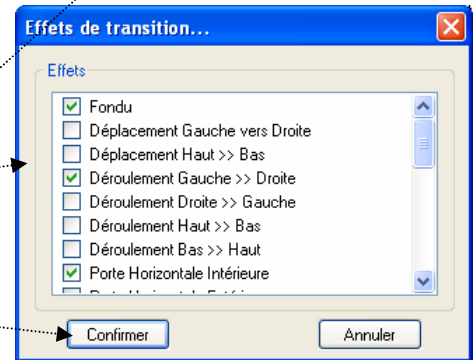 Effets de transition...
Effets
Fondu
Déplacement Gauche vers Droite
Déplacement Haut >> Bas
Déroulement Gauche >> Droite
Déroulement Droite >> Gauche
Déroulement Haut >> Bas
Déroulement Bas >> Haut
Porte Horizontale Intérieure
Confirmer
Annuler